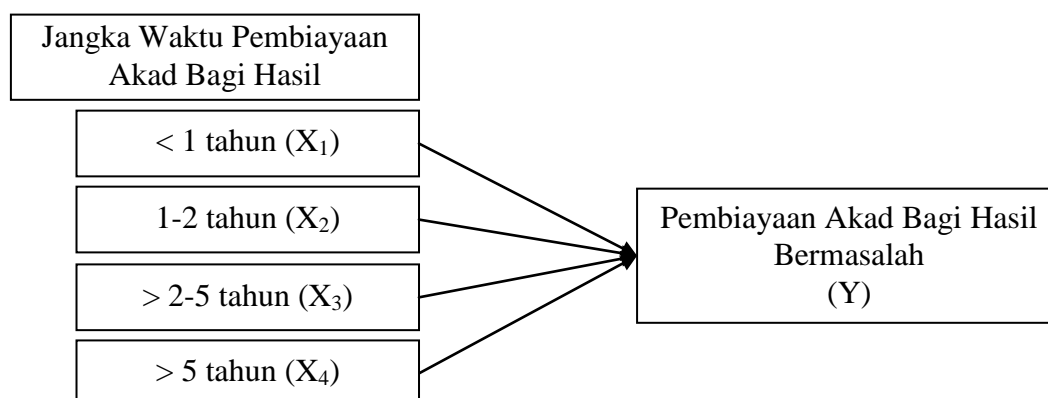 Jangka Waktu Pembiayaan
Akad Bagi Hasil
< 1 tahun (X₁)
1-2 tahun (X₂)
> 2-5 tahun (X₃)
> 5 tahun (X₄)
Pembiayaan Akad Bagi Hasil
Bermasalah
(Y)